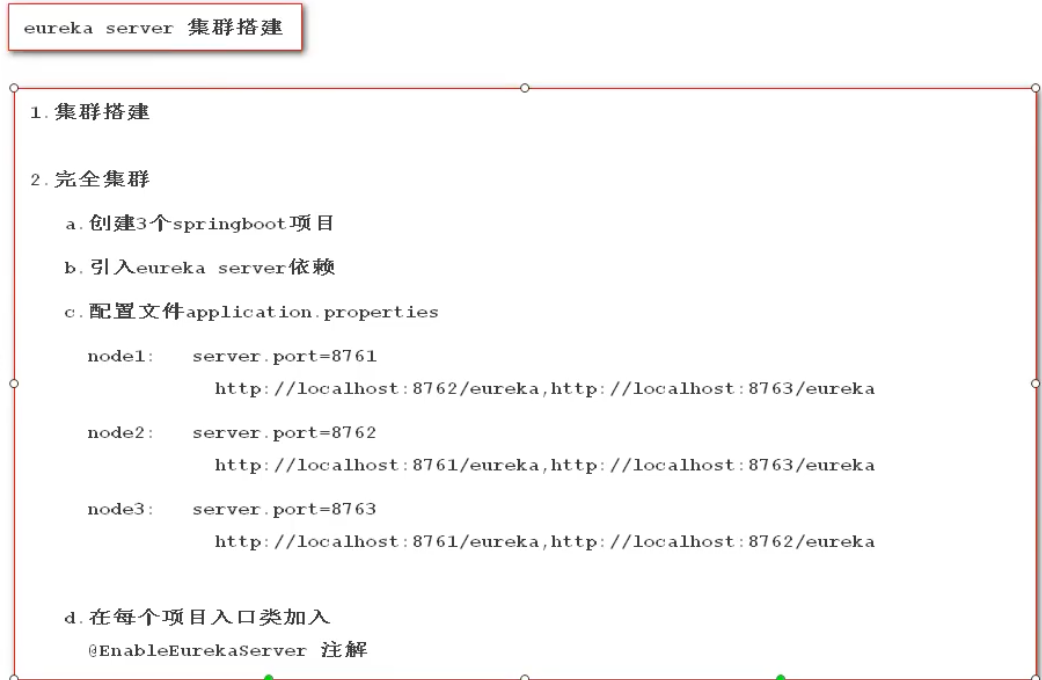 eureka server 集群搭建
1.集群搭建
2.完全集群
a.创建3个springboot项目
b.引入eureka server依赖
c.配置文件application.properties
node1: server.port=8761
http://localhost:8762/eureka,http://localhost:8763/eureka
node2: server.port=8762
http://localhost:8761/eureka,http://localhost:8763/eureka
node3: server.port=8763
http://localhost:8761/eureka,http://localhost:8762/eureka
d.在每个项目入口类加入
@EnableEurekaServer 注解